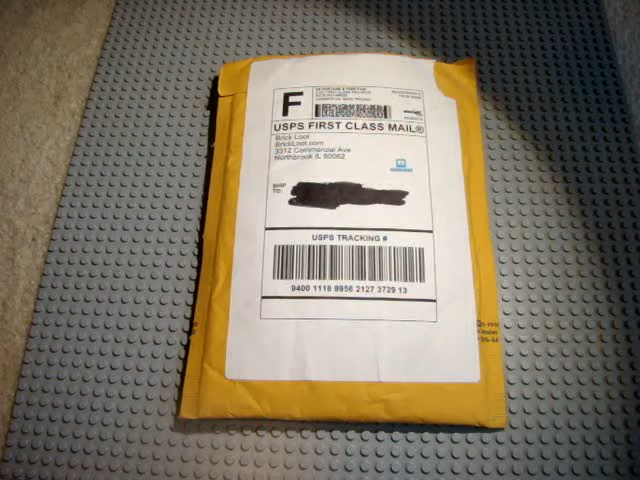 F
USPS FIRST CLASS MAIL®
Brick Loot
BrickLoot.com
3312 Commercial Ave
Northbrook IL 60062
SHIP
TO:
USPS TRACKING #
9400 1118 9956 2127 3729 13